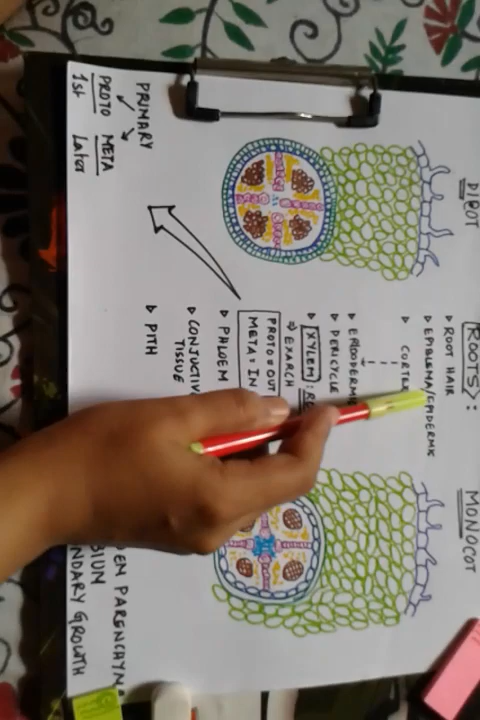 DICOT
ROOTS:
MONOCOT
▷ ROOT HAIR
▷ EPIBLEMA/EPIDERMIS
▷ CORTEX
▷ ENDODERMIS
▷ PERICYCLE
▷ XYLEM:
⇒ EXARCH
PROTO = OUT
META = IN
▷ PHLOEM
▷ CONJUCTIVE
TISSUE
▷ PITH
PRIMARY
PROTO META
1st Later
PARENCHYMA
GROWTH